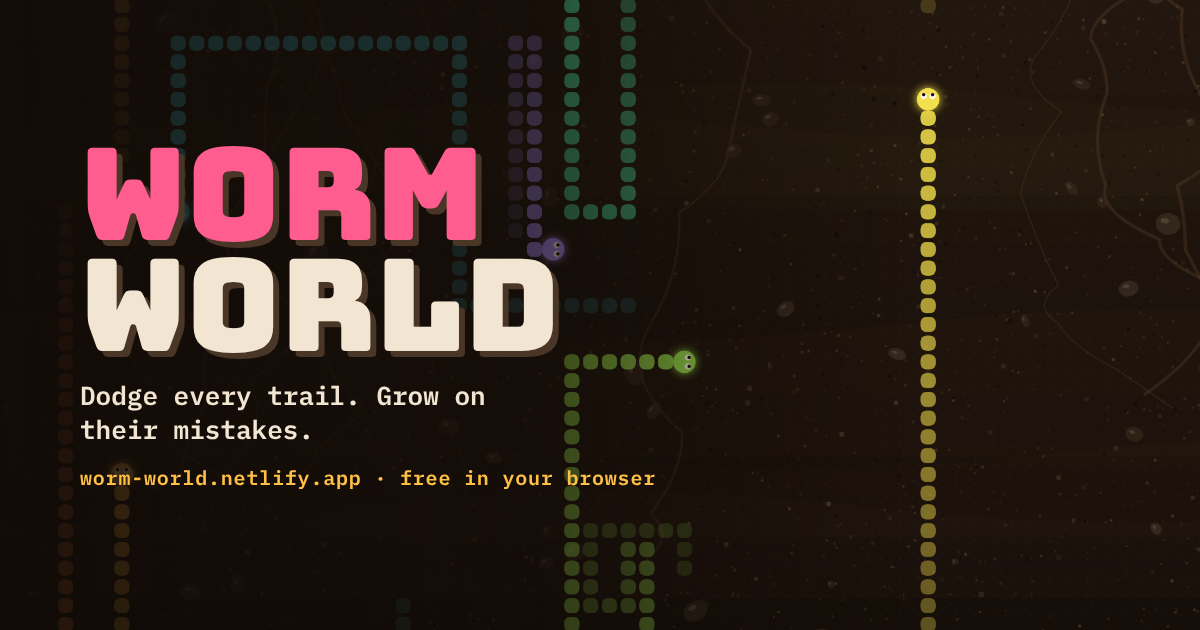 WORM
WORLD
Dodge every trail. Grow on
their mistakes.
worm-world.netlify.app · free in your browser